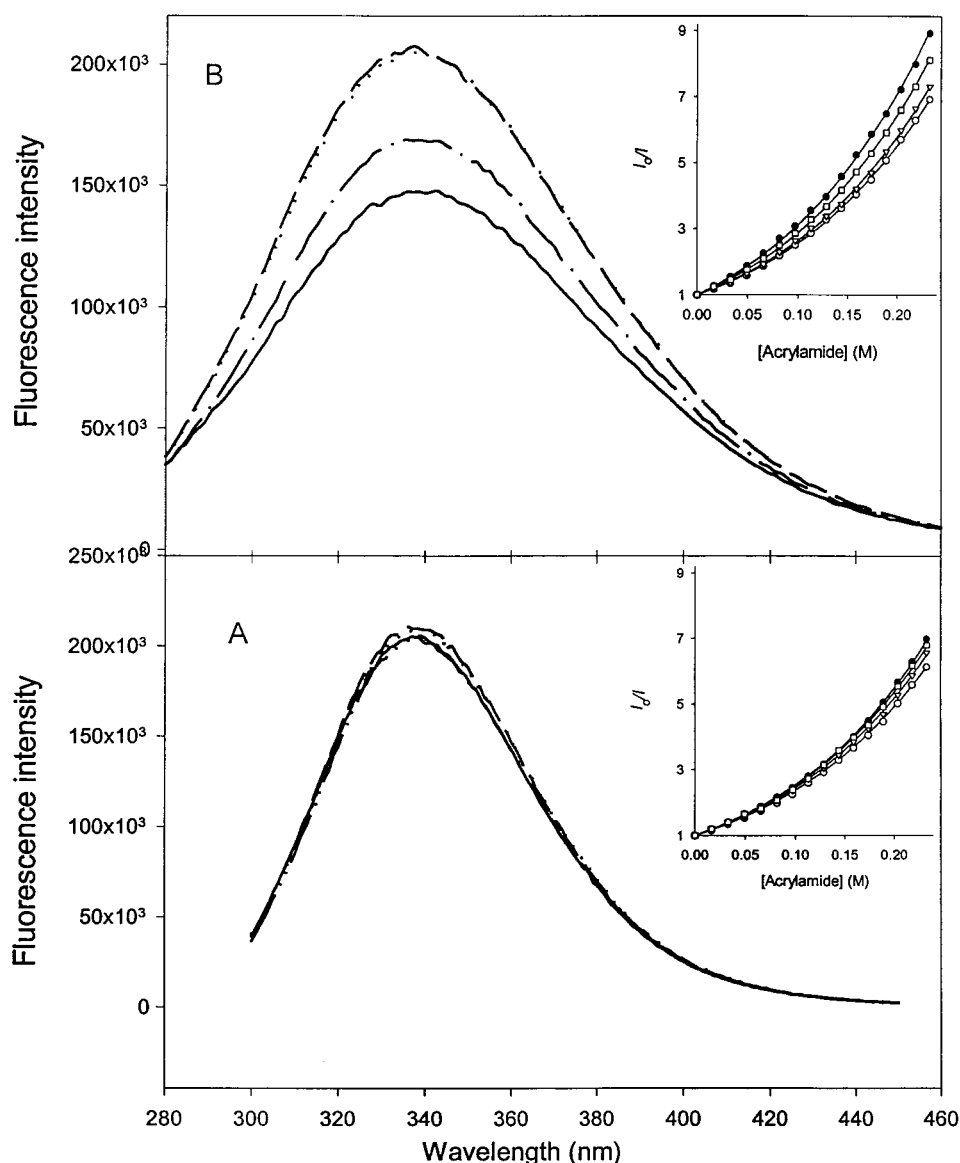 B
Fluorescence intensity
200x10³
150x10³
100x10³
50x10³
0
9
7
5
3
1
I₀/I
0.00 0.05 0.10 0.15 0.20
[Acrylamide] (M)
A
Fluorescence intensity
200x10³
150x10³
100x10³
50x10³
0
9
7
5
3
1
I₀/I
0.00 0.05 0.10 0.15 0.20
[Acrylamide] (M)
280 300 320 340 360 380 400 420 440 460
Wavelength (nm)